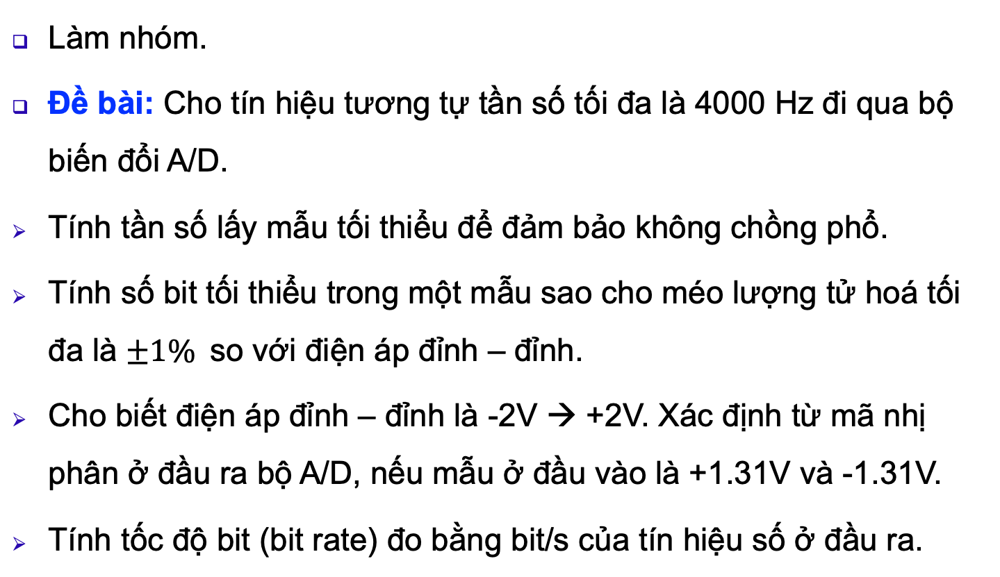 Làm nhóm.
Đề bài: Cho tín hiệu tương tự tần số tối đa là 4000 Hz đi qua bộ
biến đổi A/D.
Tính tần số lấy mẫu tối thiểu để đảm bảo không chồng phổ.
Tính số bit tối thiểu trong một mẫu sao cho méo lượng tử hoá tối
đa là ±1% so với điện áp đỉnh – đỉnh.
Cho biết điện áp đỉnh – đỉnh là -2V → +2V. Xác định từ mã nhị
phân ở đầu ra bộ A/D, nếu mẫu ở đầu vào là +1.31V và -1.31V.
Tính tốc độ bit (bit rate) đo bằng bit/s của tín hiệu số ở đầu ra.